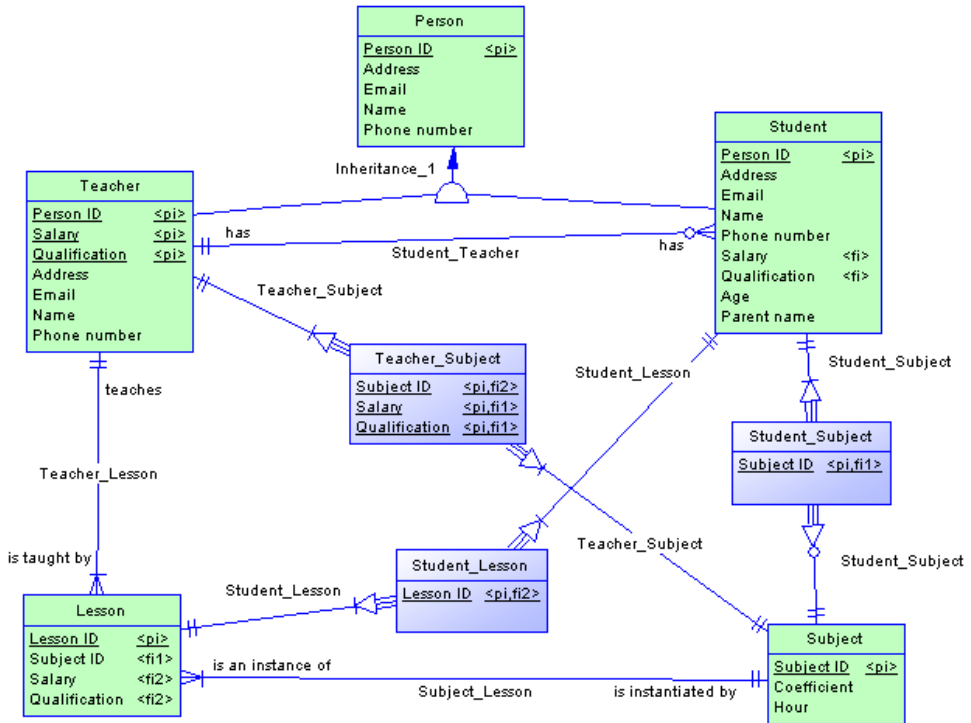 Person
Person ID <pi>
Address
Email
Name
Phone number
Inheritance_1
Student
Person ID <pi>
Address
Email
Name
Phone number
Salary <fi>
Qualification <fi>
Age
Parent name
Teacher
Person ID <pi>
Salary <pi>
Qualification <pi>
Address
Email
Name
Phone number
has
Student_Teacher
has
Teacher_Subject
Teacher_Subject
Subject ID <pi,fi2>
Salary <pi,fi1>
Qualification <pi,fi1>
Student_Lesson
Student_Subject
Student_Subject
Subject ID <pi,fi1>
teaches
Teacher_Lesson
is taught by
Teacher_Subject
Student_Subject
Student_Lesson
Student_Lesson
Lesson ID <pi,fi2>
Lesson
Lesson ID <pi>
Subject ID <fi1>
Salary <fi2>
Qualification <fi2>
is an instance of
Subject_Lesson
is instantiated by
Subject
Subject ID <pi>
Coefficient
Hour